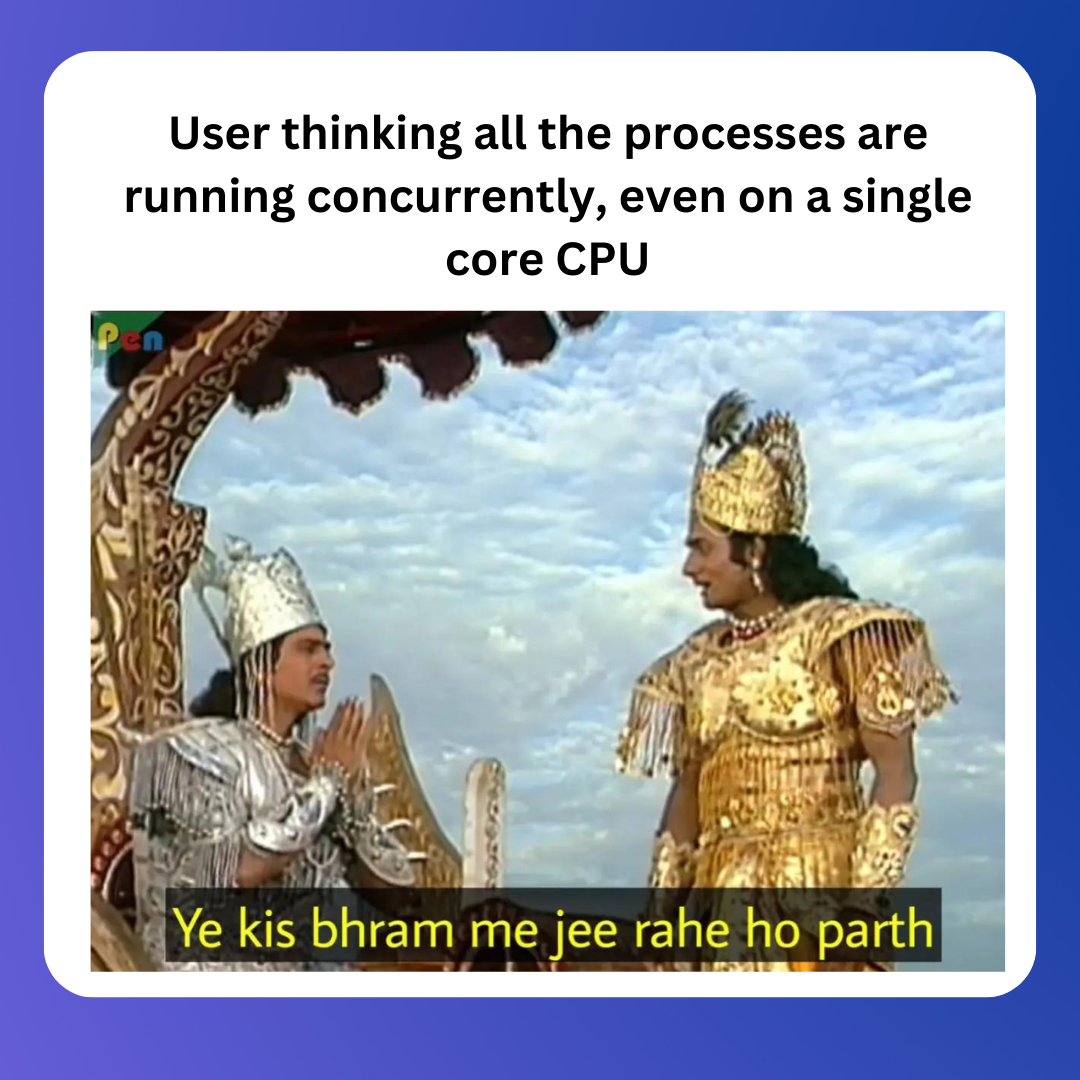 User thinking all the processes are
running concurrently, even on a single
core CPU
Pen
Ye kis bhram me jee rahe ho parth